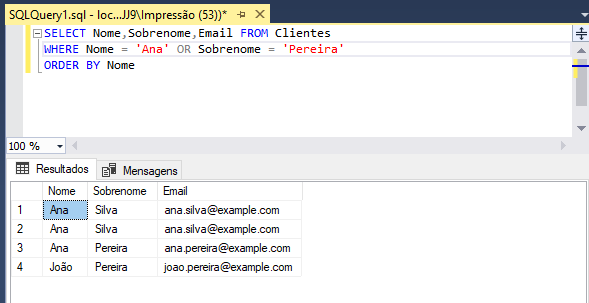 SQLQuery1.sql - loc...JJ9\Impressão (53))*
SELECT Nome,Sobrenome,Email FROM Clientes
WHERE Nome = 'Ana' OR Sobrenome = 'Pereira'
ORDER BY Nome
100 %
Resultados Mensagens
Nome Sobrenome Email
1 Ana Silva ana.silva@example.com
2 Ana Silva ana.silva@example.com
3 Ana Pereira ana.pereira@example.com
4 João Pereira joao.pereira@example.com